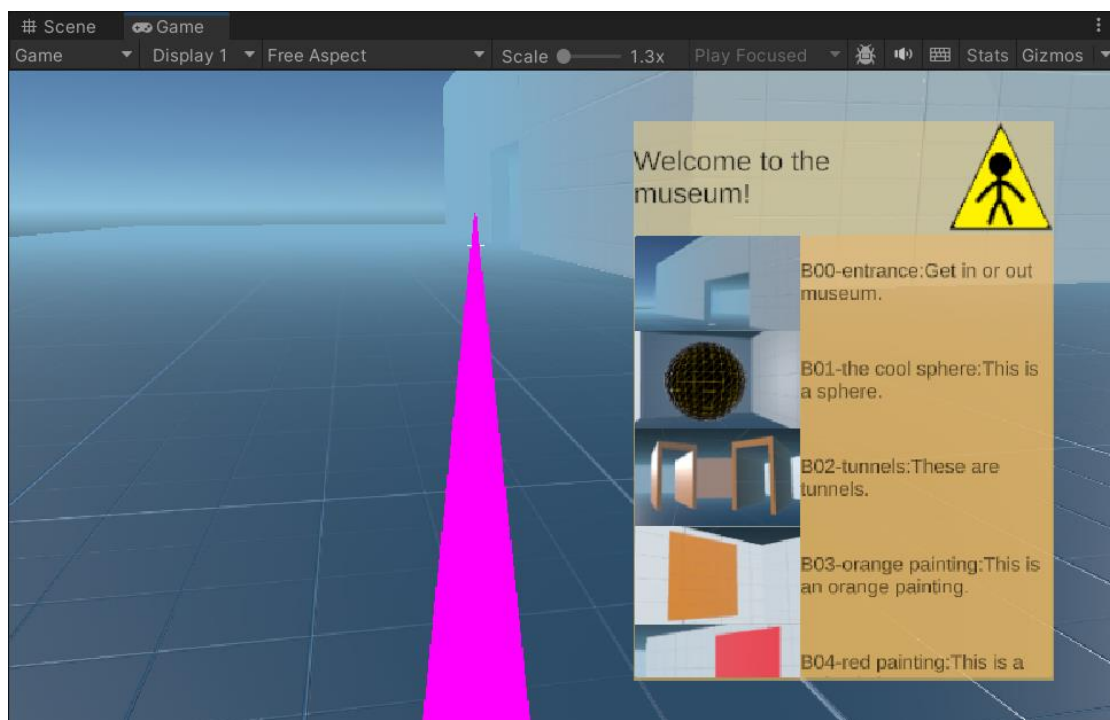 # Scene Game
Game Display 1 Free Aspect Scale 1.3x Play Focused Stats Gizmos
Welcome to the
museum!
B00-entrance:Get in or out
museum.
B01-the cool sphere:This is
a sphere.
B02-tunnels:These are
tunnels.
B03-orange painting:This is
an orange painting.
B04-red painting:This is a